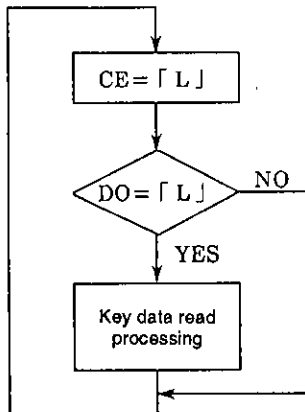 CE=「L」
DO=「L」
NO
YES
Key data read
processing